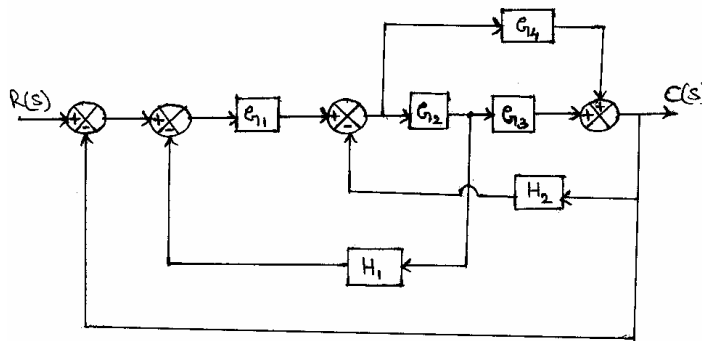 G4
R(s)
+
-
+
-
G1
+
-
G2
G3
+
+
C(s)
H2
H1